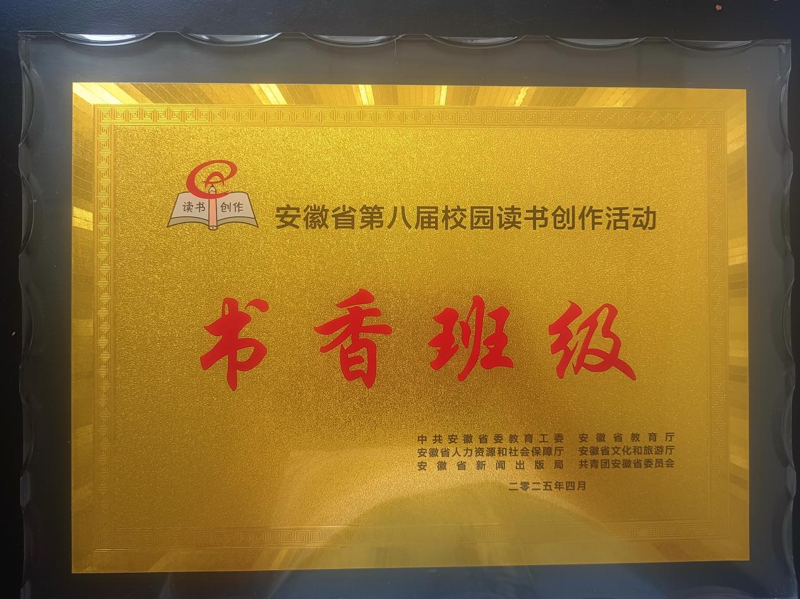 读书 创作
安徽省第八届校园读书创作活动
书香班级
中共安徽省委教育工委 安徽省教育厅
安徽省人力资源和社会保障厅 安徽省文化和旅游厅
安徽省新闻出版局 共青团安徽省委员会
二零二五年四月